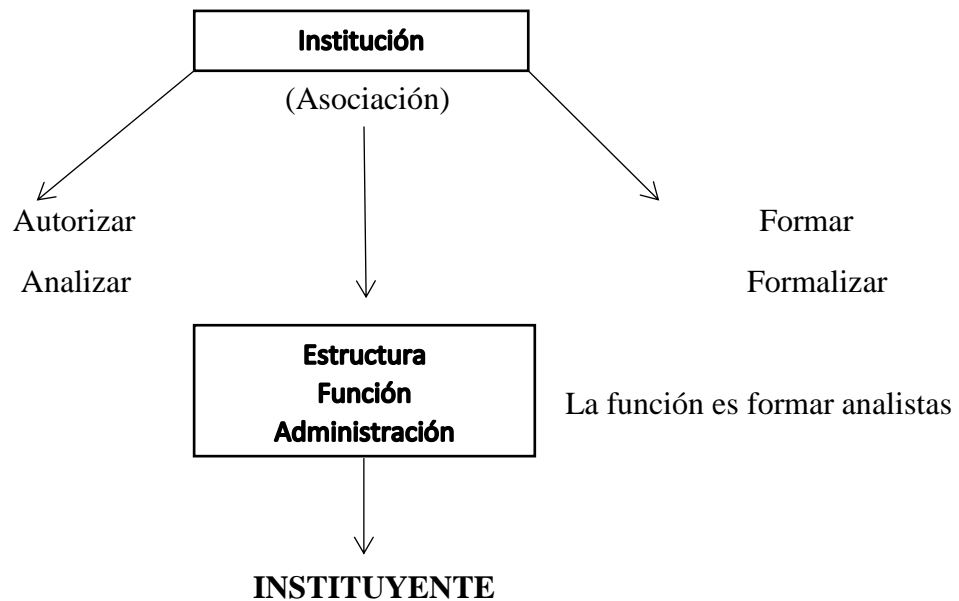 Institución
(Asociación)
Autorizar
Formar
Analizar
Formalizar
Estructura
Función
Administración
La función es formar analistas
INSTITUYENTE